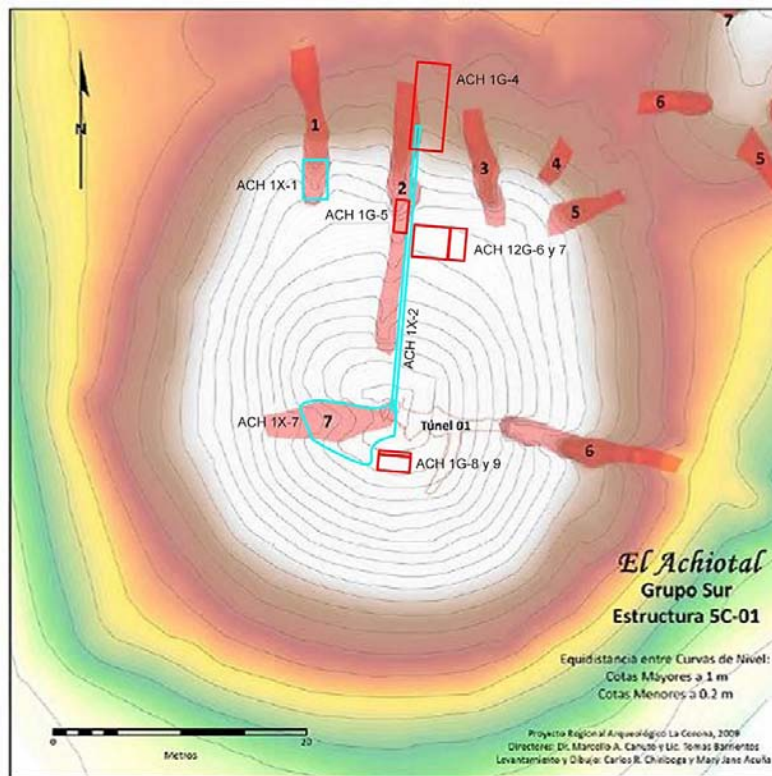 7
ACH 1G-4
6
1
N
3
4
5
ACH 1X-1
2
ACH 1G-5
5
ACH 12G-6 y 7
ACH 1X-2
ACH 1X-7
7
Túnel 01
6
ACH 1G-8 y 9
El Achiotal
Grupo Sur
Estructura 5C-01
Equidistancia entre Curvas de Nivel:
Cotas Mayores a 1 m
Cotas Menores a 0.2 m
0 20
Metros
Proyecto Regional Arqueológico La Corona, 2009
Directores: Dr. Marcello A. Canuto y Lic. Tomas Barrientos
Levantamiento y Dibujo: Carlos R. Chiriboga y Mary Jane Acuña